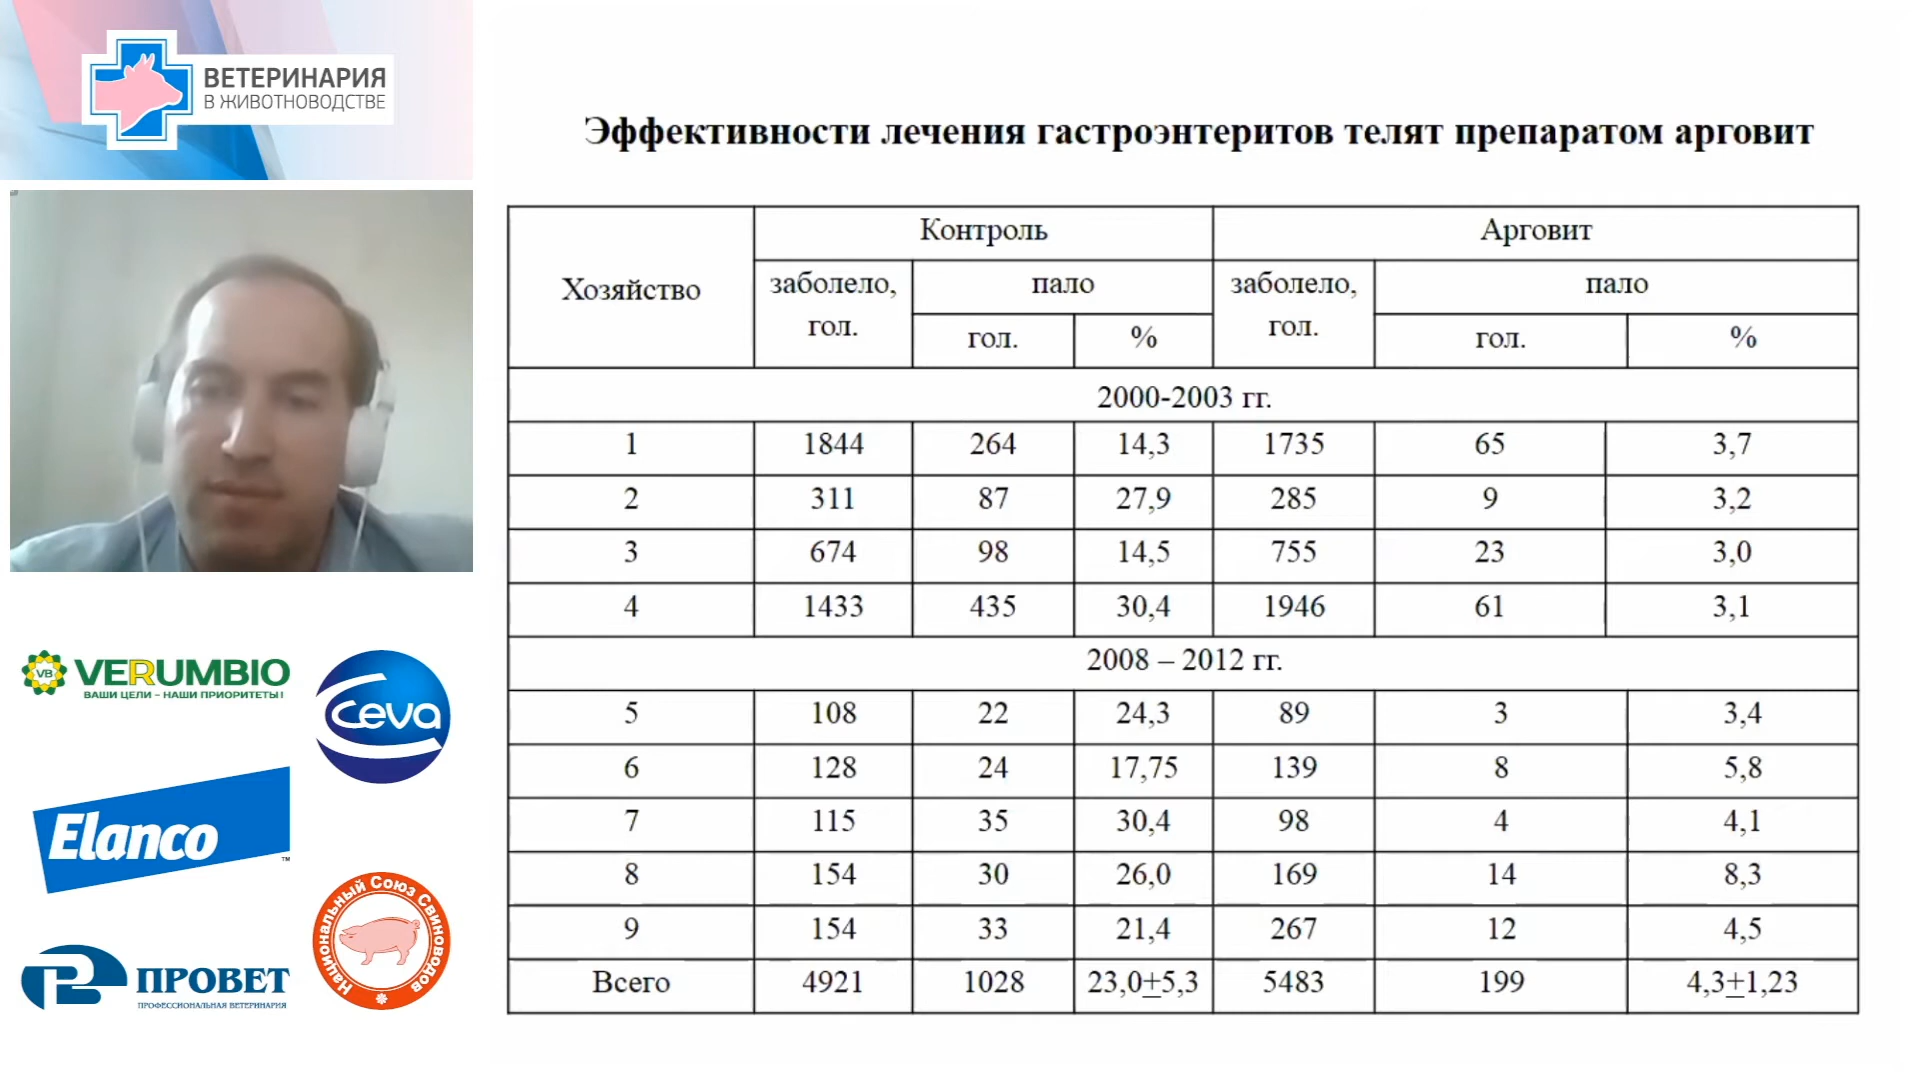 ВЕТЕРИНАРИЯ
В ЖИВОТНОВОДСТВЕ
Эффективности лечения гастроэнтеритов телят препаратом арговит
Хозяйство Контроль Арговит
заболело, гол. пало заболело, гол. пало
гол. % гол. %
2000-2003 гг.
1 1844 264 14,3 1735 65 3,7
2 311 87 27,9 285 9 3,2
3 674 98 14,5 755 23 3,0
4 1433 435 30,4 1946 61 3,1
2008 – 2012 гг.
5 108 22 24,3 89 3 3,4
6 128 24 17,75 139 8 5,8
7 115 35 30,4 98 4 4,1
8 154 30 26,0 169 14 8,3
9 154 33 21,4 267 12 4,5
Всего 4921 1028 23,0±5,3 5483 199 4,3±1,23
VB VERUMBIO
ВАШИ ЦЕЛИ – НАШИ ПРИОРИТЕТЫ!
Ceva
Elanco
TM
Национальный Союз Свиноводов
ПРОВЕТ
ПРОФЕССИОНАЛЬНАЯ ВЕТЕРИНАРИЯ